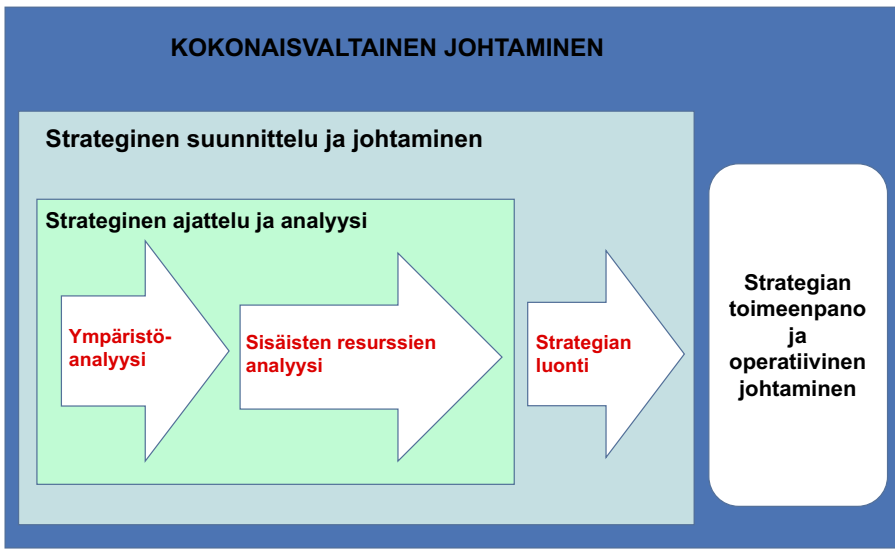 KOKONAISVALTAINEN JOHTAMINEN
Strateginen suunnittelu ja johtaminen
Strateginen ajattelu ja analyysi
Ympäristö-
analyysi
Sisäisten resurssien
analyysi
Strategian
luonti
Strategian
toimeenpano
ja
operatiivinen
johtaminen